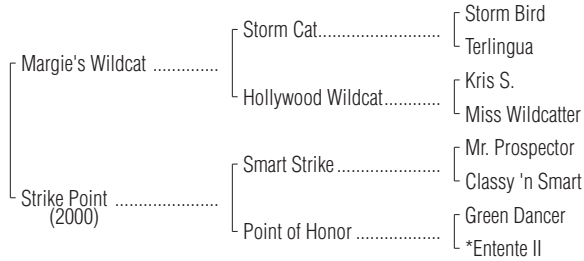 Storm Bird
Storm Cat..................................
Terlingua
Margie's Wildcat ..............
Kris S.
Hollywood Wildcat..............
Miss Wildcatter
Mr. Prospector
Smart Strike ..........................
Classy 'n Smart
Strike Point ......................
(2000)
Green Dancer
Point of Honor .....................
*Entente II